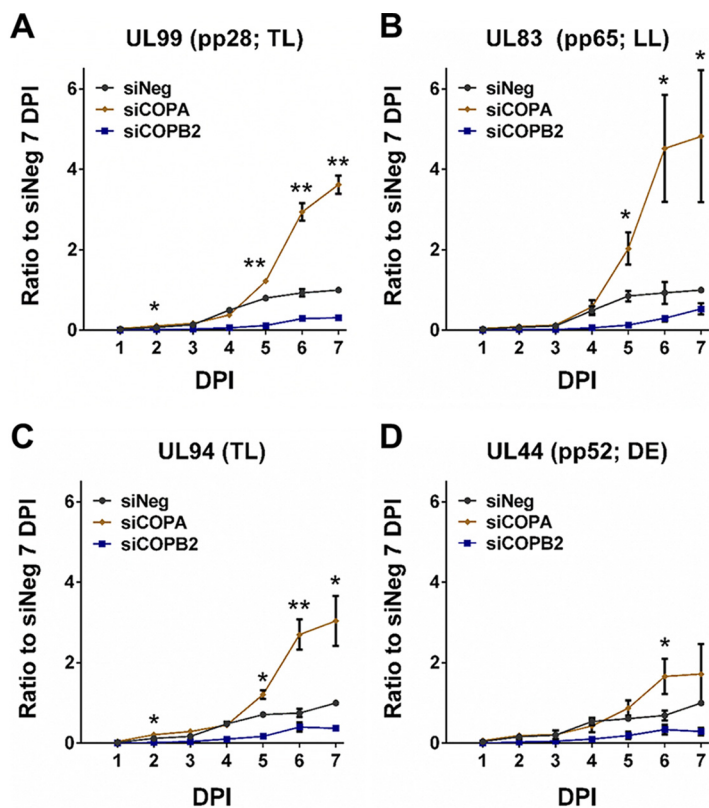 A
UL99 (pp28; TL)
siNeg
siCOPA
siCOPB2
Ratio to siNeg 7 DPI
6
4
2
0
*
**
**
**
1 2 3 4 5 6 7
DPI
B
UL83 (pp65; LL)
siNeg
siCOPA
siCOPB2
Ratio to siNeg 7 DPI
6
4
2
0
*
*
*
1 2 3 4 5 6 7
DPI
C
UL94 (TL)
siNeg
siCOPA
siCOPB2
Ratio to siNeg 7 DPI
6
4
2
0
*
*
**
*
1 2 3 4 5 6 7
DPI
D
UL44 (pp52; DE)
siNeg
siCOPA
siCOPB2
Ratio to siNeg 7 DPI
6
4
2
0
*
1 2 3 4 5 6 7
DPI